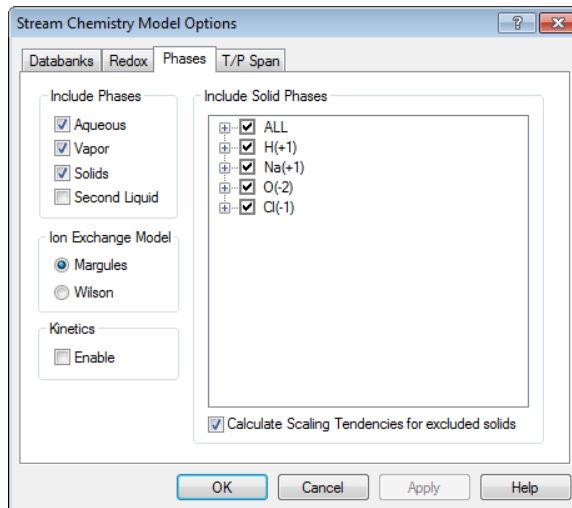 Stream Chemistry Model Options
Databanks Redox Phases T/P Span
Include Phases
Aqueous
Vapor
Solids
Second Liquid
Ion Exchange Model
Margules
Wilson
Kinetics
Enable
Include Solid Phases
ALL
H(+1)
Na(+1)
O(-2)
Cl(-1)
Calculate Scaling Tendencies for excluded solids
OK Cancel Apply Help